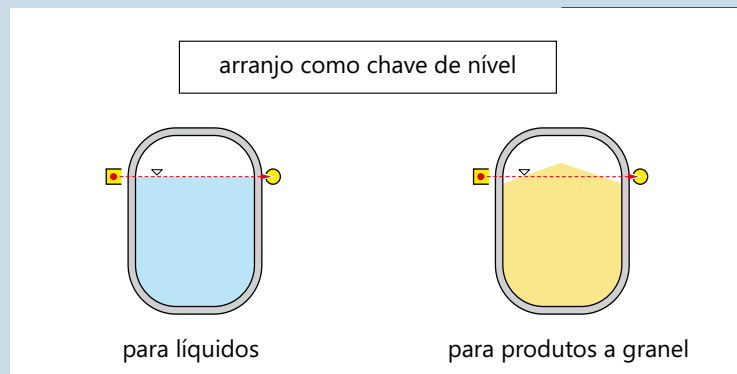 arranjo como chave de nível
para líquidos
para produtos a granel